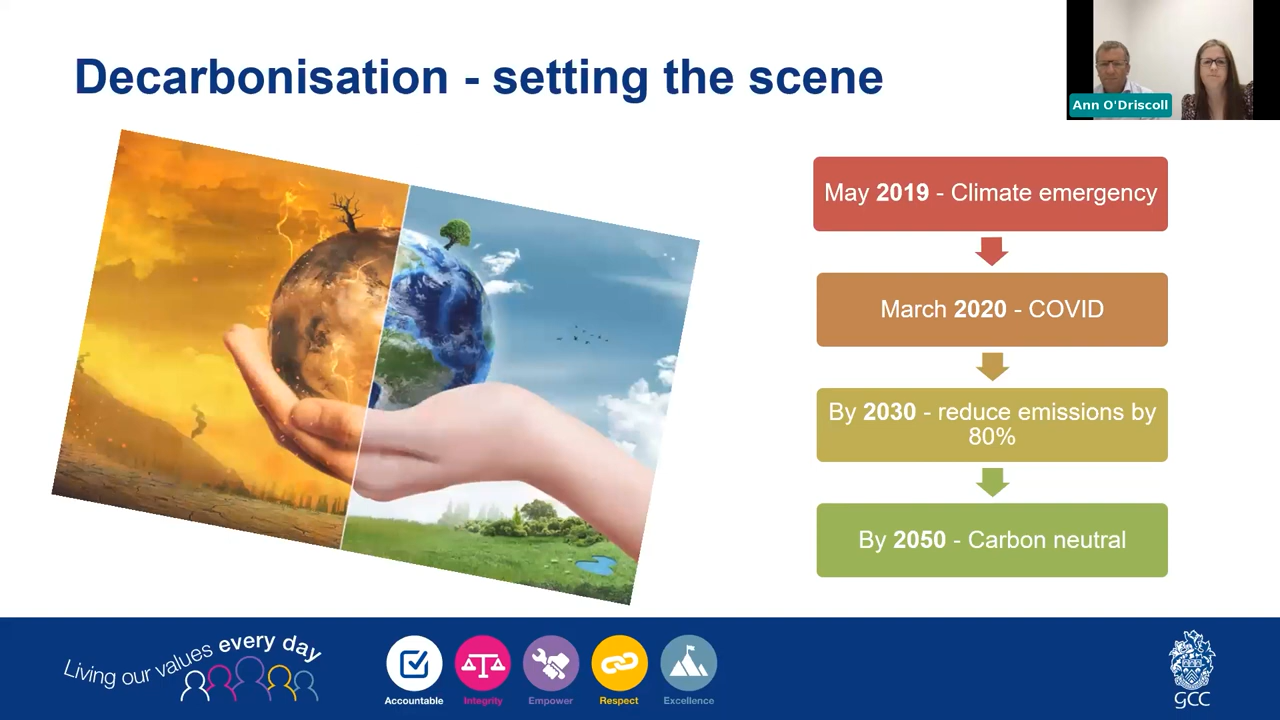 Decarbonisation - setting the scene
Ann O'Driscoll
May 2019 - Climate emergency
March 2020 - COVID
By 2030 - reduce emissions by
80%
By 2050 - Carbon neutral
Living our values every day
Accountable
Integrity
Empower
Respect
Excellence
GCC